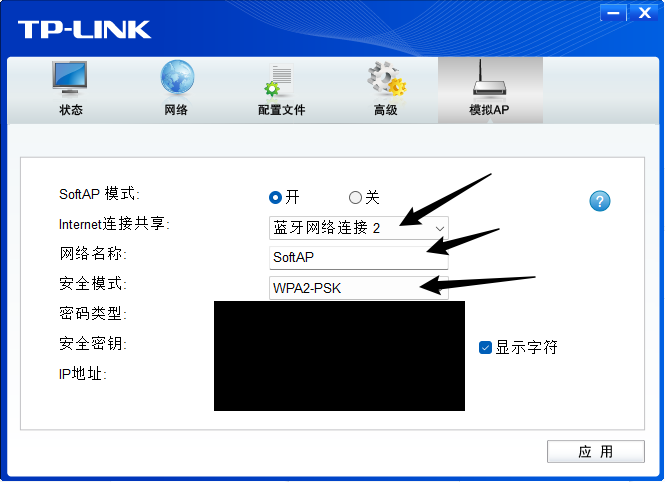 TP-LINK
状态 网络 配置文件 高级 模拟AP
SoftAP 模式: 开 关
Internet连接共享: 蓝牙网络连接 2
网络名称: SoftAP
安全模式: WPA2-PSK
密码类型:
安全密钥: 显示字符
IP地址:
应 用